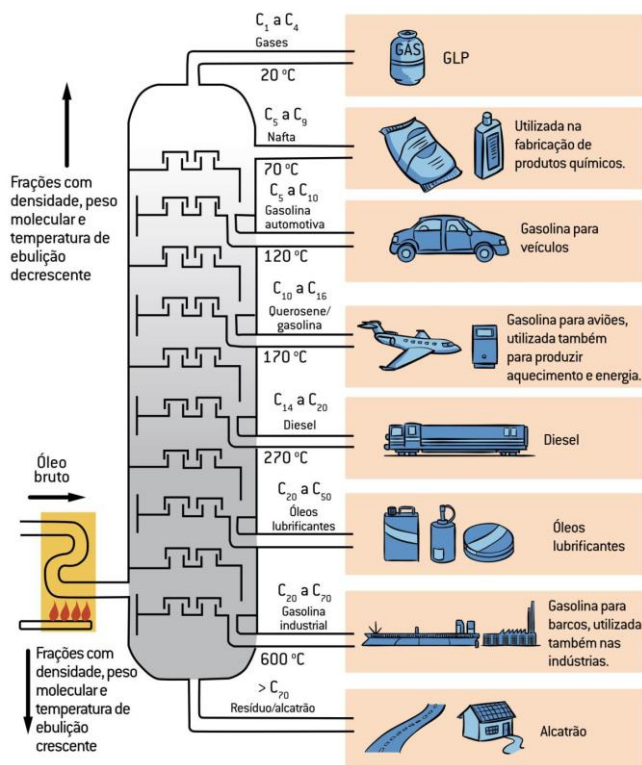 C₁ a C₄
Gases
20 °C
GÁS
GLP
C₅ a C₉
Nafta
70 °C
Utilizada na
fabricação de
produtos químicos.
Frações com
densidade, peso
molecular e
temperatura de
ebulição
decrescente
C₅ a C₁₀
Gasolina
automotiva
120 °C
Gasolina para
veículos
C₁₀ a C₁₆
Querosene/
gasolina
170 °C
Gasolina para aviões,
utilizada também
para produzir
aquecimento e energia.
C₁₄ a C₂₀
Diesel
270 °C
Diesel
Óleo
bruto
C₂₀ a C₅₀
Óleos
lubrificantes
Óleos
lubrificantes
C₂₀ a C₇₀
Gasolina
industrial
600 °C
Gasolina para
barcos, utilizada
também nas
indústrias.
Frações com
densidade, peso
molecular e
temperatura de
ebulição
crescente
> C₇₀
Resíduo/alcatrão
Alcatrão